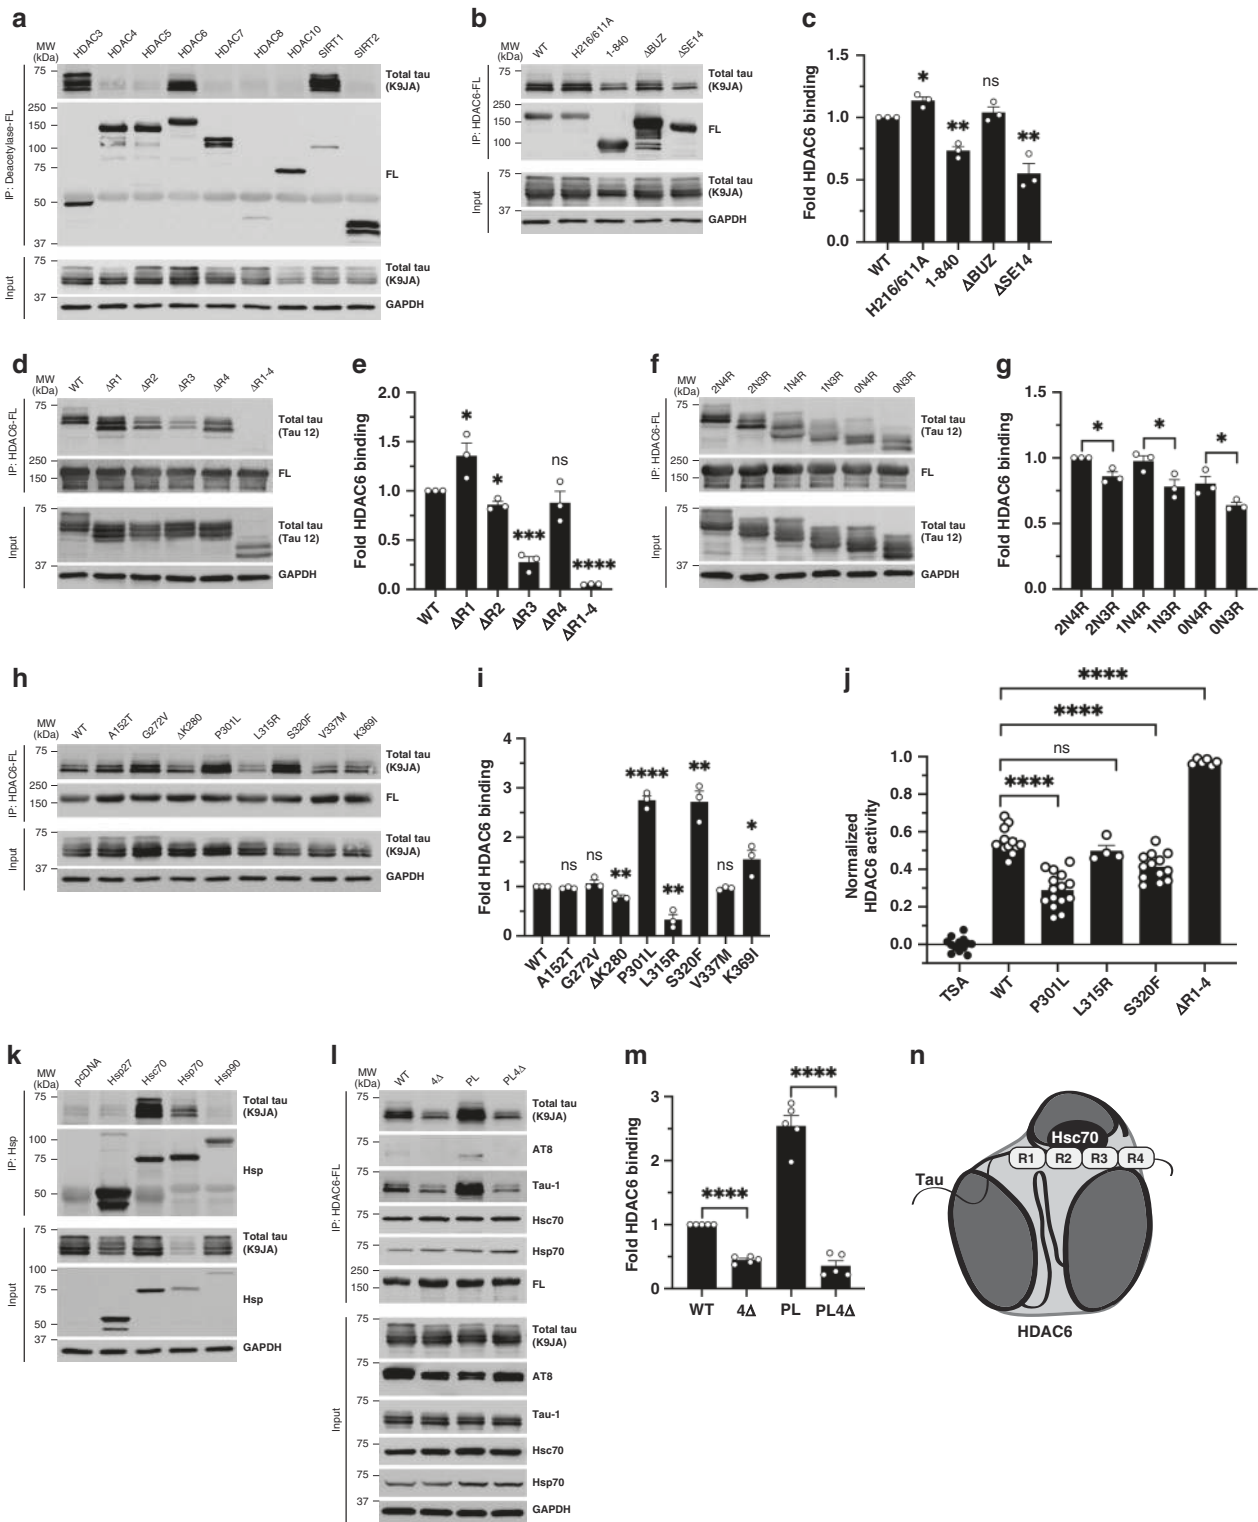 a
MW
(kDa)
HDAC3
HDAC4
HDAC5
HDAC6
HDAC7
HDAC8
HDAC10
SIRT1
SIRT2
IP: Deacetylase-FL
75
Total tau
(K9JA)
250
150
100
75
50
37
FL
Input
75
Total tau
(K9JA)
37
GAPDH
b
MW
(kDa)
WT
H216/611A
1-840
ΔBUZ
ΔSE14
IP: HDAC6-FL
75
Total tau
(K9JA)
250
150
100
FL
Input
75
Total tau
(K9JA)
37
GAPDH
c
Fold HDAC6 binding
1.5
1.0
0.5
0.0
*
**
ns
**
WT
H216/611A
1-840
ΔBUZ
ΔSE14
d
MW
(kDa)
WT
ΔR1
ΔR2
ΔR3
ΔR4
ΔR1-4
IP: HDAC6-FL
75
Total tau
(Tau 12)
250
150
FL
Input
75
Total tau
(Tau 12)
37
GAPDH
e
Fold HDAC6 binding
2.0
1.5
1.0
0.5
0.0
*
*
***
ns
****
WT
ΔR1
ΔR2
ΔR3
ΔR4
ΔR1-4
f
MW
(kDa)
2N4R
2N3R
1N4R
1N3R
0N4R
0N3R
IP: HDAC6-FL
75
Total tau
(Tau 12)
250
150
FL
Input
75
Total tau
(Tau 12)
37
GAPDH
g
Fold HDAC6 binding
1.5
1.0
0.5
0.0
*
*
*
2N4R
2N3R
1N4R
1N3R
0N4R
0N3R
h
MW
(kDa)
WT
A152T
G272V
ΔK280
P301L
L315R
S320F
V337M
K369I
IP: HDAC6-FL
75
Total tau
(K9JA)
250
150
FL
Input
75
Total tau
(K9JA)
37
GAPDH
i
Fold HDAC6 binding
4
3
2
1
0
ns
ns
**
****
**
**
ns
*
WT
A152T
G272V
ΔK280
P301L
L315R
S320F
V337M
K369I
j
Normalized
HDAC6 activity
1.0
0.8
0.6
0.4
0.2
0.0
****
****
ns
****
TSA
WT
P301L
L315R
S320F
ΔR1-4
k
MW
(kDa)
pcDNA
Hsp27
Hsc70
Hsp70
Hsp90
IP: Hsp
75
Total tau
(K9JA)
100
75
50
Hsp
Input
75
Total tau
(K9JA)
100
75
50
Hsp
37
GAPDH
l
MW
(kDa)
WT
4Δ
PL
PL4Δ
IP: HDAC6-FL
75
Total tau
(K9JA)
75
AT8
75
Tau-1
75
Hsc70
75
Hsp70
250
150
FL
Input
75
Total tau
(K9JA)
75
AT8
75
Tau-1
75
Hsc70
75
Hsp70
37
GAPDH
m
Fold HDAC6 binding
3
2
1
0
****
****
WT
4Δ
PL
PL4Δ
n
Hsc70
R1
R2
R3
R4
Tau
HDAC6